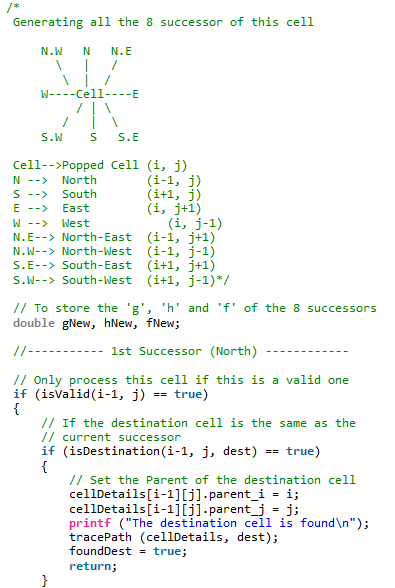 /*
 Generating all the 8 successor of this cell

     N.W   N   N.E
       \   |   /
        \  |  /
     W----Cell----E
          / | \
        /   |  \
     S.W    S   S.E

 Cell-->Popped Cell (i, j)
 N -->  North       (i-1, j)
 S -->  South       (i+1, j)
 E -->  East        (i, j+1)
 W -->  West           (i, j-1)
 N.E--> North-East  (i-1, j+1)
 N.W--> North-West  (i-1, j-1)
 S.E--> South-East  (i+1, j+1)
 S.W--> South-West  (i+1, j-1)*/

 // To store the 'g', 'h' and 'f' of the 8 successors
 double gNew, hNew, fNew;

 //----------- 1st Successor (North) ------------

 // Only process this cell if this is a valid one
 if (isValid(i-1, j) == true)
 {
     // If the destination cell is the same as the
     // current successor
     if (isDestination(i-1, j, dest) == true)
     {
         // Set the Parent of the destination cell
         cellDetails[i-1][j].parent_i = i;
         cellDetails[i-1][j].parent_j = j;
         printf ("The destination cell is found\n");
         tracePath (cellDetails, dest);
         foundDest = true;
         return;
     }